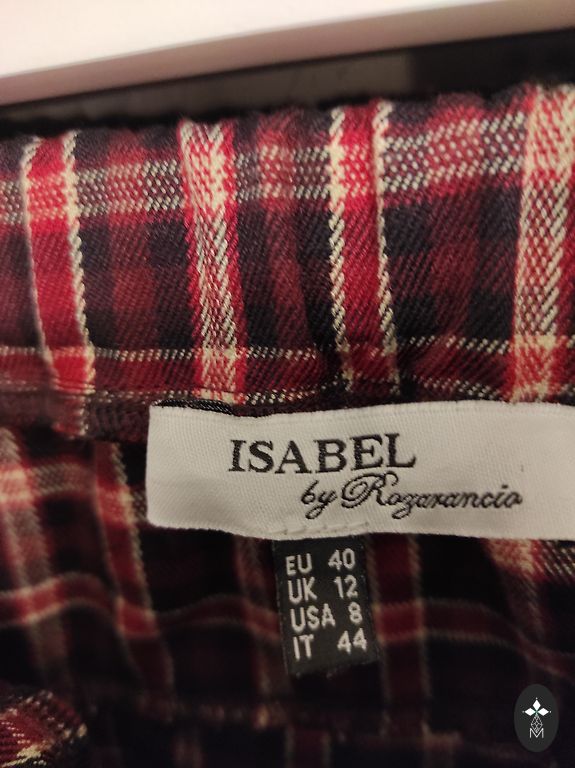 ISABEL
by Rozarancio
EU 40
UK 12
USA 8
IT 44